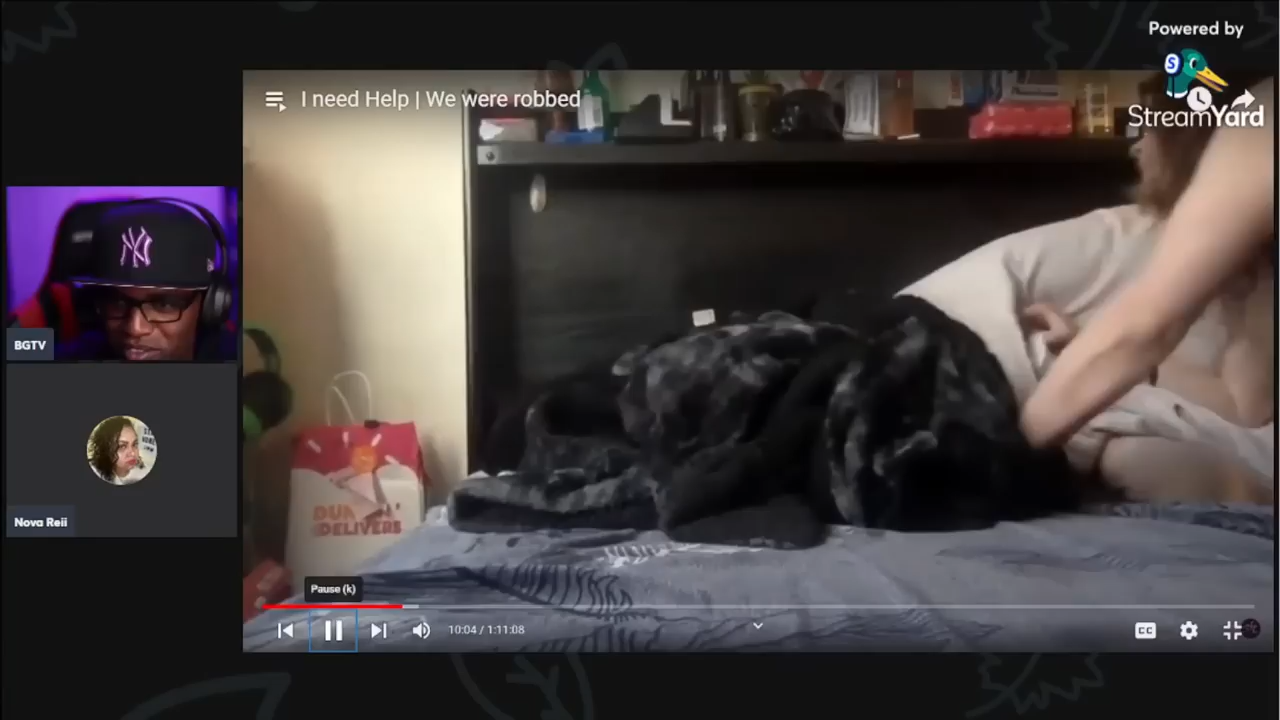 Powered by
S
StreamYard
I need Help | We were robbed
NY
BGTV
Nova Reii
DELIVERS
Pause (k)
10:04 / 1:11:08
CC